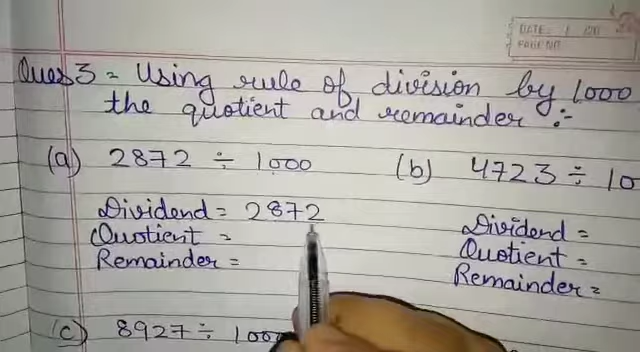 DATE:
PAGE NO
Ques 3 = Using rule of division by 1000
the quotient and remainder :-
(a) 2872 ÷ 1000 (b) 4723 ÷ 10
Dividend = 2872
Quotient =
Remainder =
Dividend =
Quotient =
Remainder =
(c) 8927 ÷ 1000